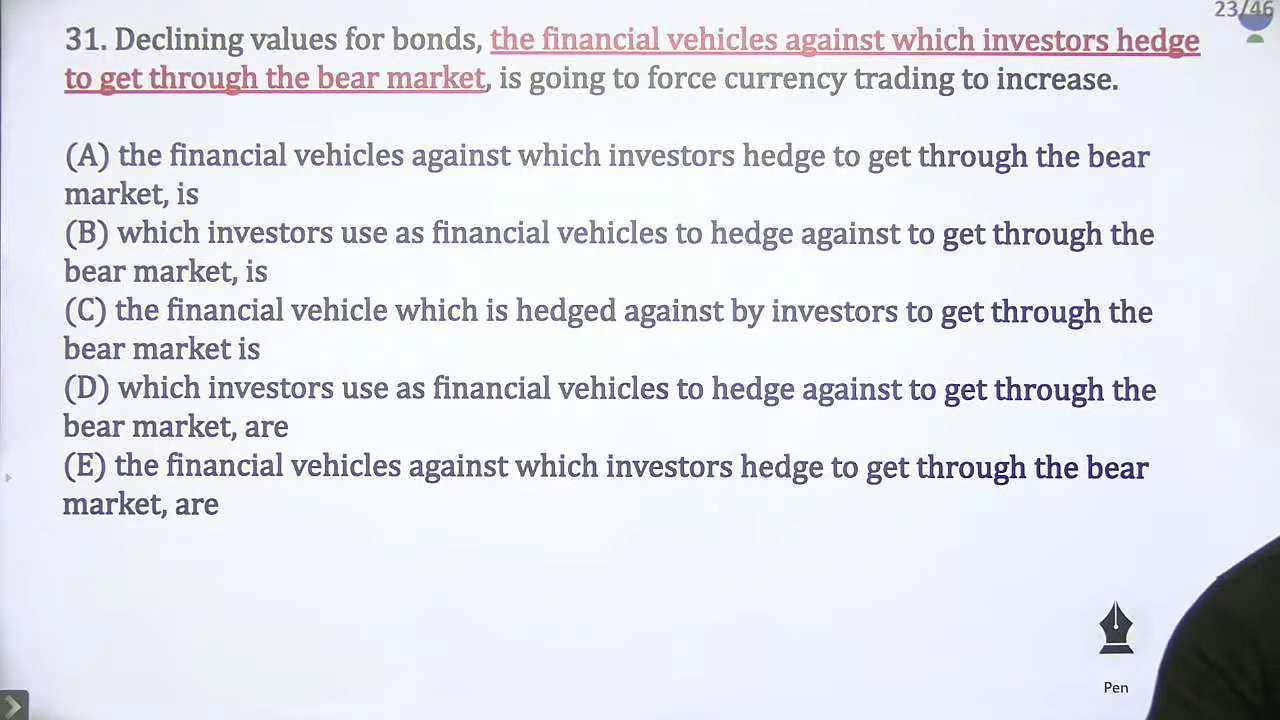 23/46
31. Declining values for bonds, the financial vehicles against which investors hedge
to get through the bear market, is going to force currency trading to increase.
(A) the financial vehicles against which investors hedge to get through the bear
market, is
(B) which investors use as financial vehicles to hedge against to get through the
bear market, is
(C) the financial vehicle which is hedged against by investors to get through the
bear market is
(D) which investors use as financial vehicles to hedge against to get through the
bear market, are
(E) the financial vehicles against which investors hedge to get through the bear
market, are
Pen